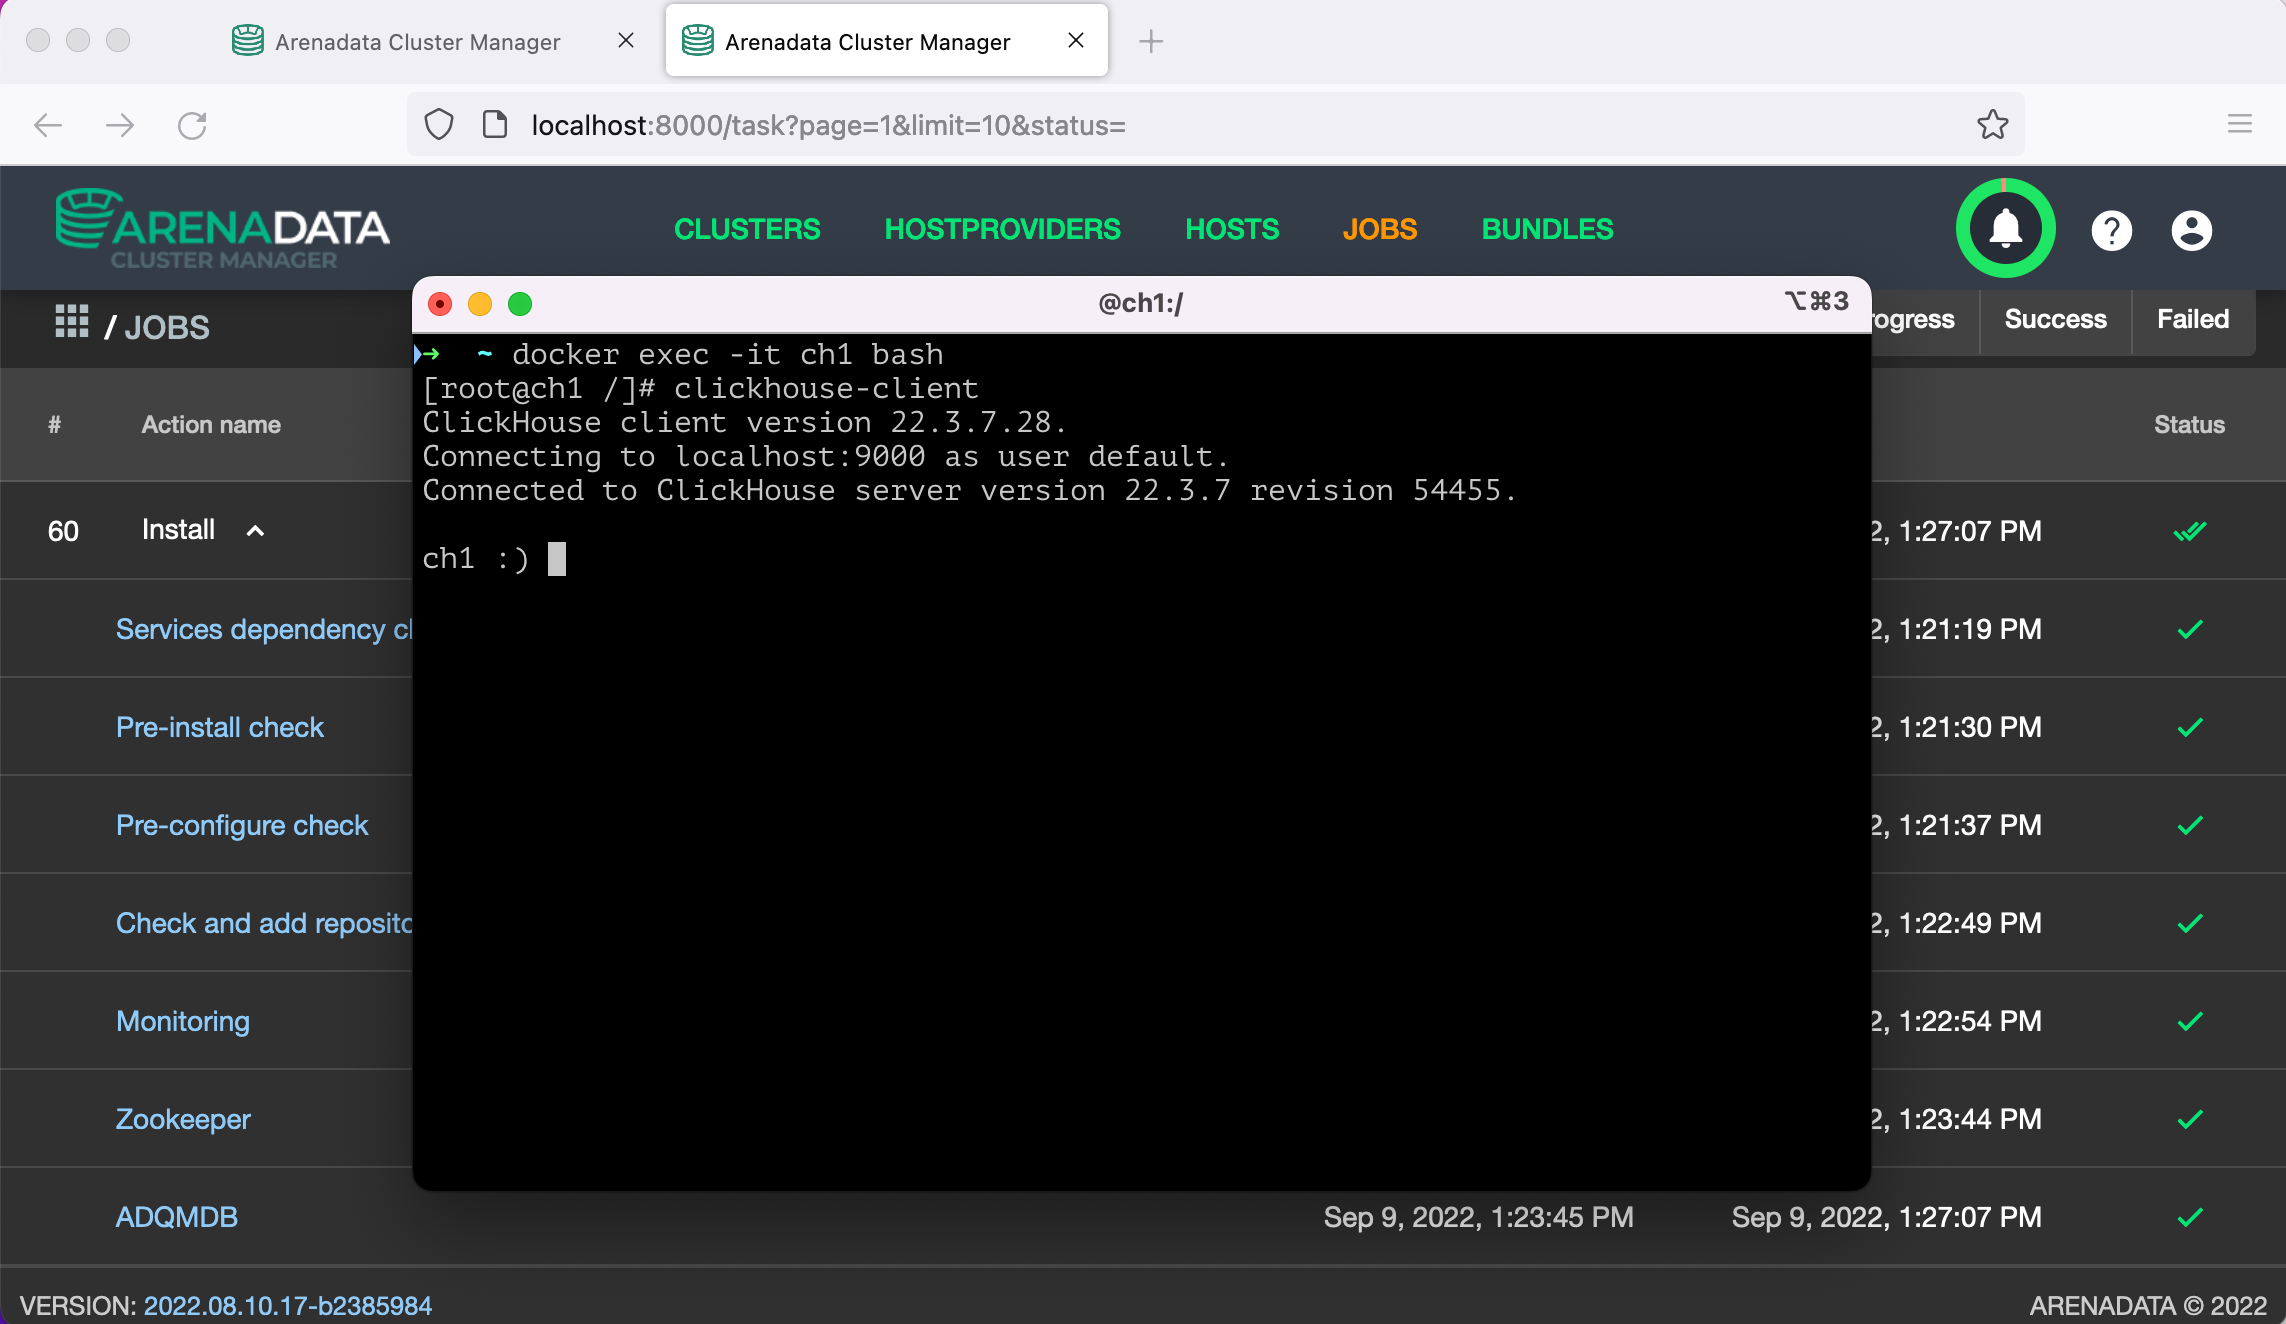 Arenadata Cluster Manager
Arenadata Cluster Manager
localhost:8000/task?page=1&limit=10&status=
ARENADATA
CLUSTER MANAGER
CLUSTERS HOSTPROVIDERS HOSTS JOBS BUNDLES
/ JOBS
@ch1:/
⌥⌘3
ogress Success Failed
# Action name Status
→ ~ docker exec -it ch1 bash
[root@ch1 /]# clickhouse-client
ClickHouse client version 22.3.7.28.
Connecting to localhost:9000 as user default.
Connected to ClickHouse server version 22.3.7 revision 54455.
ch1 :)
60 Install 2, 1:27:07 PM
Services dependency cl 2, 1:21:19 PM
Pre-install check 2, 1:21:30 PM
Pre-configure check 2, 1:21:37 PM
Check and add reposito 2, 1:22:49 PM
Monitoring 2, 1:22:54 PM
Zookeeper 2, 1:23:44 PM
ADQMDB Sep 9, 2022, 1:23:45 PM Sep 9, 2022, 1:27:07 PM
VERSION: 2022.08.10.17-b2385984
ARENADATA © 2022